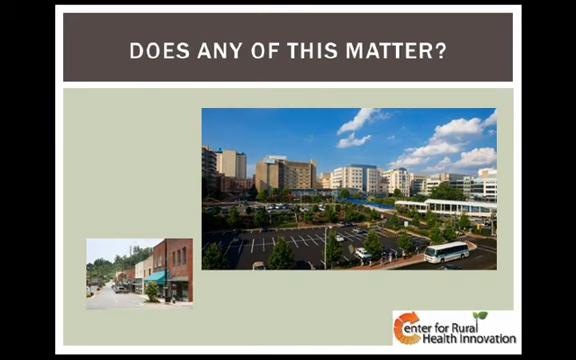 DOES ANY OF THIS MATTER?
Center for Rural
Health Innovation